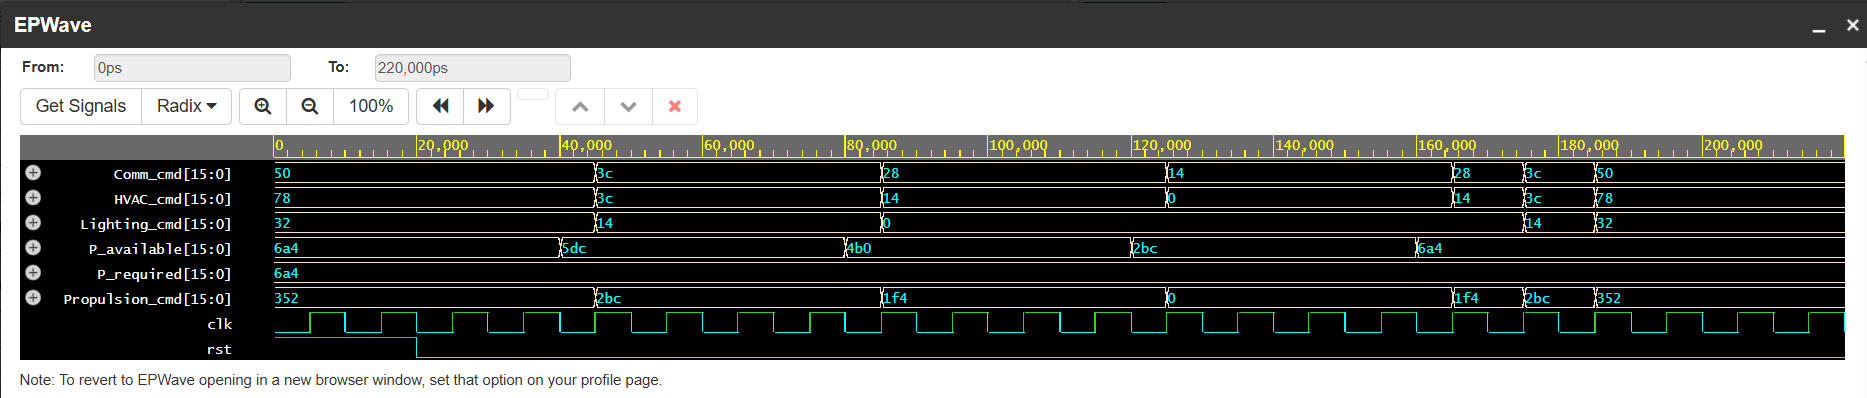 EPWave
From: 0ps To: 220,000ps
Get Signals Radix 100%
0 20,000 40,000 60,000 80,000 100,000 120,000 140,000 160,000 180,000 200,000
Comm_cmd[15:0] 50 3c 28 14 28 3c 50
HVAC_cmd[15:0] 78 3c 14 0 14 3c 78
Lighting_cmd[15:0] 32 14 0 14 32
P_available[15:0] 6a4 5dc 4b0 2bc 6a4
P_required[15:0] 6a4
Propulsion_cmd[15:0] 352 2bc 1f4 0 1f4 2bc 352
clk
rst
Note: To revert to EPWave opening in a new browser window, set that option on your profile page.